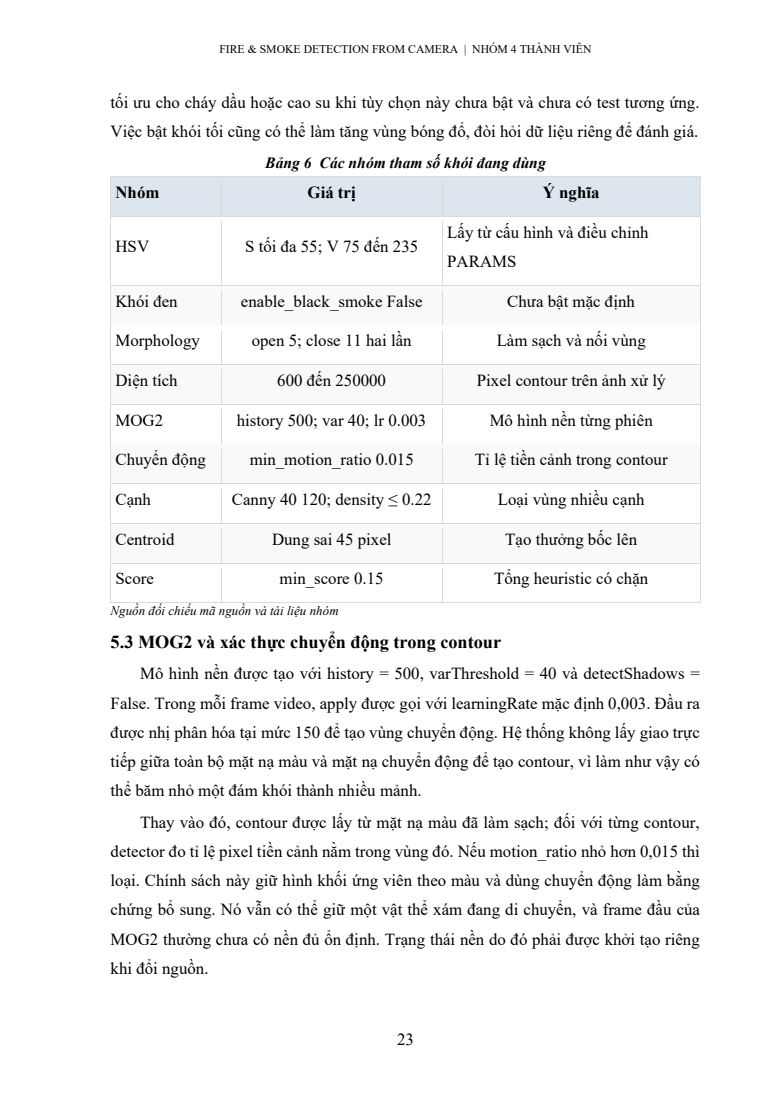 FIRE & SMOKE DETECTION FROM CAMERA | NHÓM 4 THÀNH VIÊN
tối ưu cho cháy dầu hoặc cao su khi tùy chọn này chưa bật và chưa có test tương ứng.
Việc bật khói tối cũng có thể làm tăng vùng bóng đổ, đòi hỏi dữ liệu riêng để đánh giá.
Bảng 6 Các nhóm tham số khói đang dùng
Nhóm Giá trị Ý nghĩa
HSV S tối đa 55; V 75 đến 235 Lấy từ cấu hình và điều chỉnh
PARAMS
Khói đen enable_black_smoke False Chưa bật mặc định
Morphology open 5; close 11 hai lần Làm sạch và nối vùng
Diện tích 600 đến 250000 Pixel contour trên ảnh xử lý
MOG2 history 500; var 40; lr 0.003 Mô hình nền từng phiên
Chuyển động min_motion_ratio 0.015 Tỉ lệ tiền cảnh trong contour
Cạnh Canny 40 120; density ≤ 0.22 Loại vùng nhiều cạnh
Centroid Dung sai 45 pixel Tạo thưởng bốc lên
Score min_score 0.15 Tổng heuristic có chặn
Nguồn đối chiếu mã nguồn và tài liệu nhóm
5.3 MOG2 và xác thực chuyển động trong contour
Mô hình nền được tạo với history = 500, varThreshold = 40 và detectShadows =
False. Trong mỗi frame video, apply được gọi với learningRate mặc định 0,003. Đầu ra
được nhị phân hóa tại mức 150 để tạo vùng chuyển động. Hệ thống không lấy giao trực
tiếp giữa toàn bộ mặt nạ màu và mặt nạ chuyển động để tạo contour, vì làm như vậy có
thể băm nhỏ một đám khói thành nhiều mảnh.
Thay vào đó, contour được lấy từ mặt nạ màu đã làm sạch; đối với từng contour,
detector đo tỉ lệ pixel tiền cảnh nằm trong vùng đó. Nếu motion_ratio nhỏ hơn 0,015 thì
loại. Chính sách này giữ hình khối ứng viên theo màu và dùng chuyển động làm bằng
chứng bổ sung. Nó vẫn có thể giữ một vật thể xám đang di chuyển, và frame đầu của
MOG2 thường chưa có nền đủ ổn định. Trạng thái nền do đó phải được khởi tạo riêng
khi đổi nguồn.
23